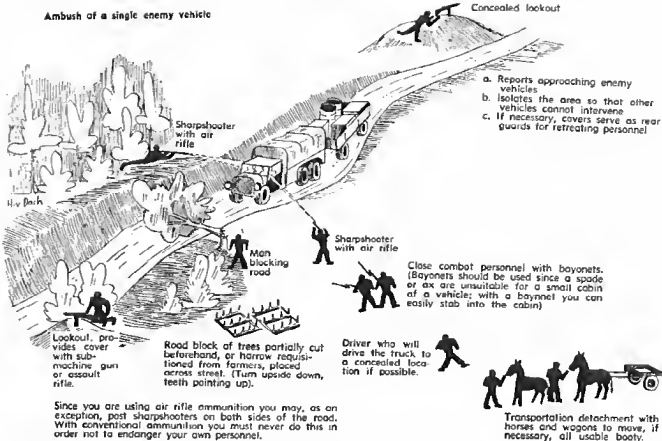 Ambush of a single enemy vehicle
Concealed lookout
a. Reports approaching enemy
vehicles
b. Isolates the area so that other
vehicles cannot intervene
c. If necessary, covers serve as rear
guards for retreating personnel
Sharpshooter
with air
rifle
H.v Dach
Man
blocking
road
Sharpshooter
with air rifle
Close combat personnel with bayonets.
(Bayonets should be used since a spade
or ax are unsuitable for a small cabin
of a vehicle; with a baynnel you can
easily stab into the cabin)
Lookout, pro-
vides cover
with sub-
machine gun
or assault
rifle.
Road block of trees partially cut
beforehand, or harrow requisi-
tioned from farmers, placed
across street. (Turn upside down,
teeth pointing up).
Driver who will
drive the truck to
a concealed loca-
tion if possible.
Since you are using air rifle ammunition you may, as an
exception, post sharpshooters on both sides of the road.
With conventional ammunition you must never do this in
order not to endanger your own personnel.
Transportation detachment with
horses and wagons to move, if
necessary, all usable booty.